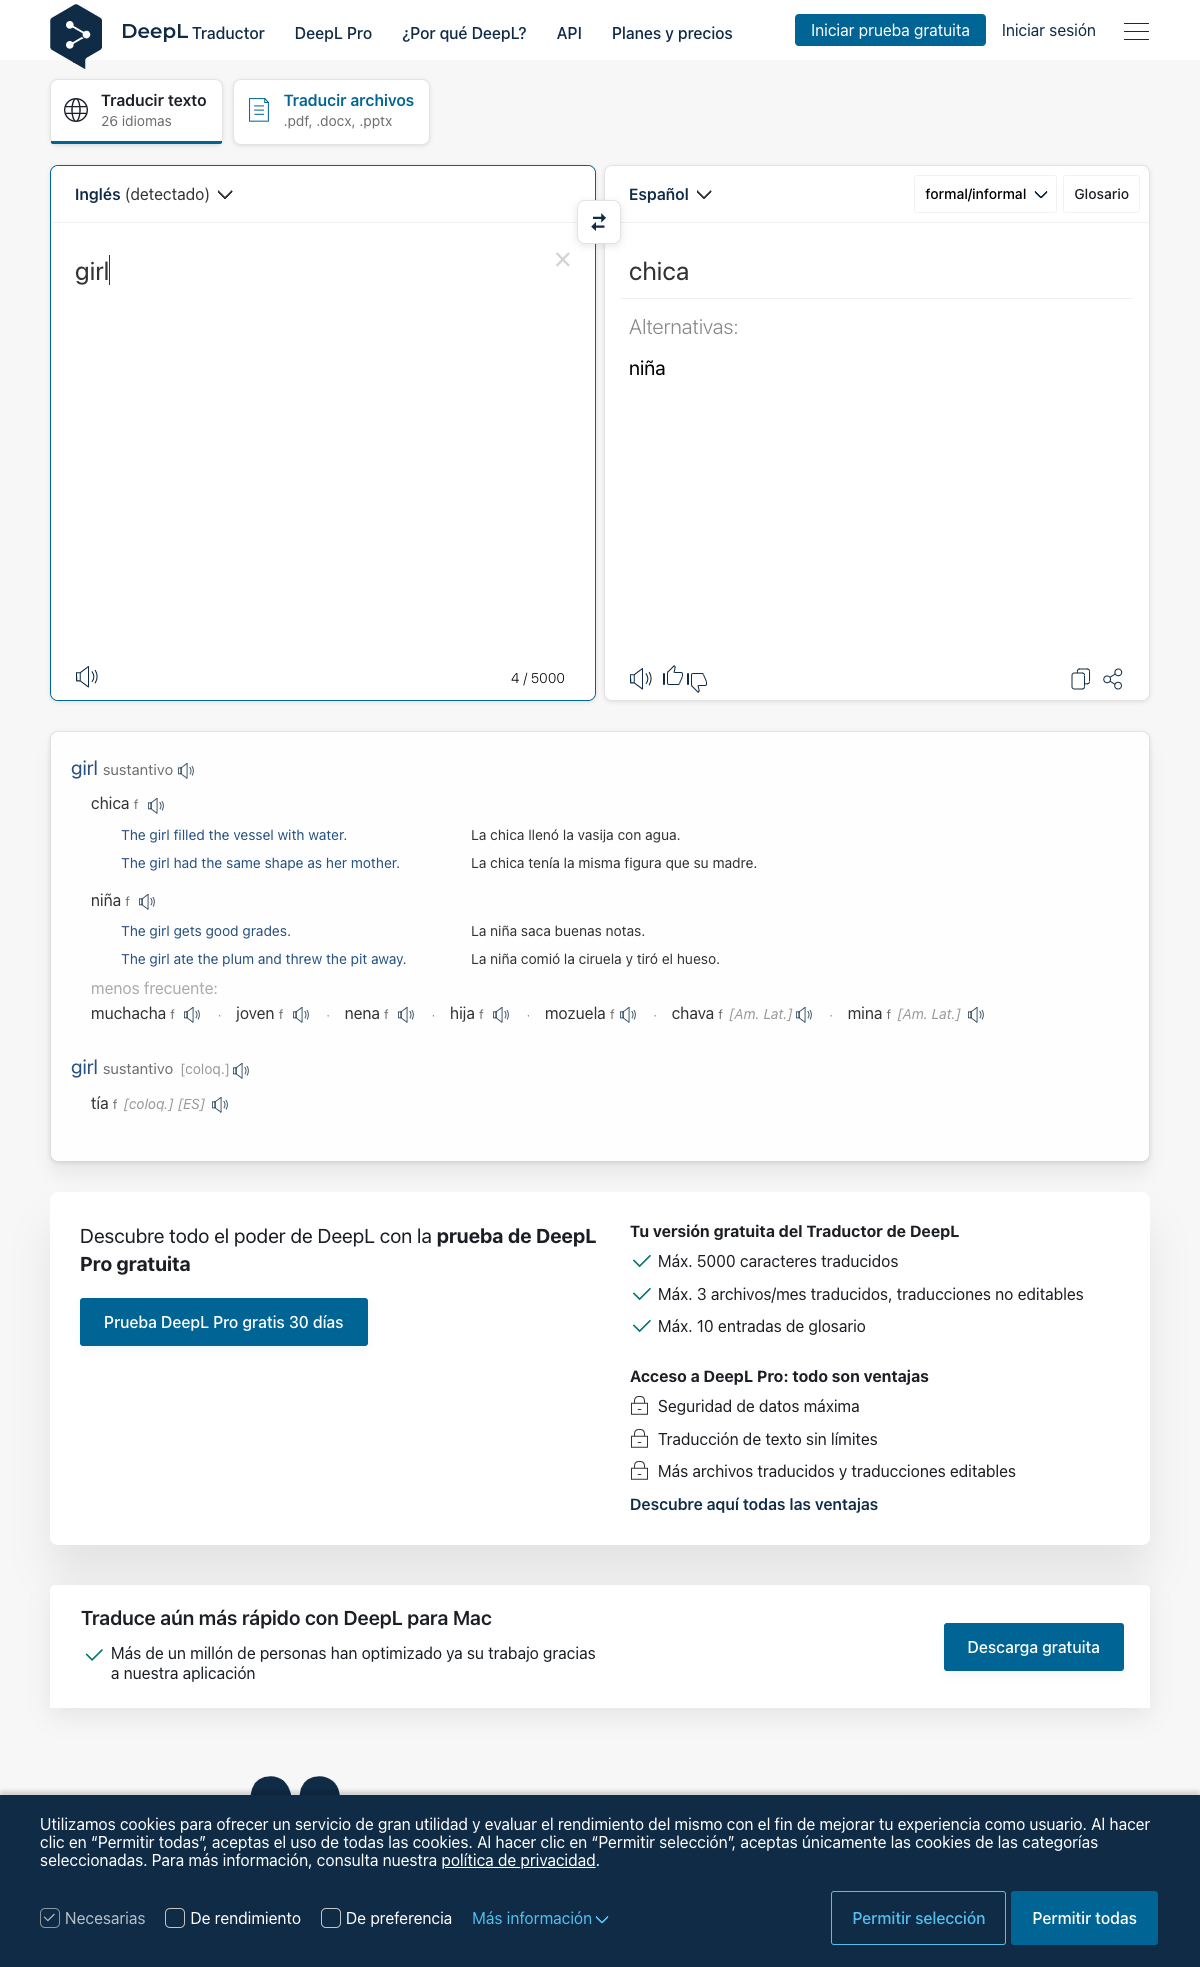 DeepL Traductor DeepL Pro ¿Por qué DeepL? API Planes y precios Iniciar prueba gratuita Iniciar sesión
Traducir texto
26 idiomas
Traducir archivos
.pdf, .docx, .pptx
Inglés (detectado)
Español formal/informal Glosario
girl
chica
Alternativas:
niña
4 / 5000
girl sustantivo
chica f
The girl filled the vessel with water. La chica llenó la vasija con agua.
The girl had the same shape as her mother. La chica tenía la misma figura que su madre.
niña f
The girl gets good grades. La niña saca buenas notas.
The girl ate the plum and threw the pit away. La niña comió la ciruela y tiró el hueso.
menos frecuente:
muchacha f · joven f · nena f · hija f · mozuela f · chava f [Am. Lat.] · mina f [Am. Lat.]
girl sustantivo [coloq.]
tía f [coloq.] [ES]
Descubre todo el poder de DeepL con la prueba de DeepL
Pro gratuita
Prueba DeepL Pro gratis 30 días
Tu versión gratuita del Traductor de DeepL
Máx. 5000 caracteres traducidos
Máx. 3 archivos/mes traducidos, traducciones no editables
Máx. 10 entradas de glosario
Acceso a DeepL Pro: todo son ventajas
Seguridad de datos máxima
Traducción de texto sin límites
Más archivos traducidos y traducciones editables
Descubre aquí todas las ventajas
Traduce aún más rápido con DeepL para Mac
Más de un millón de personas han optimizado ya su trabajo gracias
a nuestra aplicación
Descarga gratuita
Utilizamos cookies para ofrecer un servicio de gran utilidad y evaluar el rendimiento del mismo con el fin de mejorar tu experiencia como usuario. Al hacer
clic en “Permitir todas”, aceptas el uso de todas las cookies. Al hacer clic en “Permitir selección”, aceptas únicamente las cookies de las categorías
seleccionadas. Para más información, consulta nuestra política de privacidad.
Necesarias De rendimiento De preferencia Más información Permitir selección Permitir todas